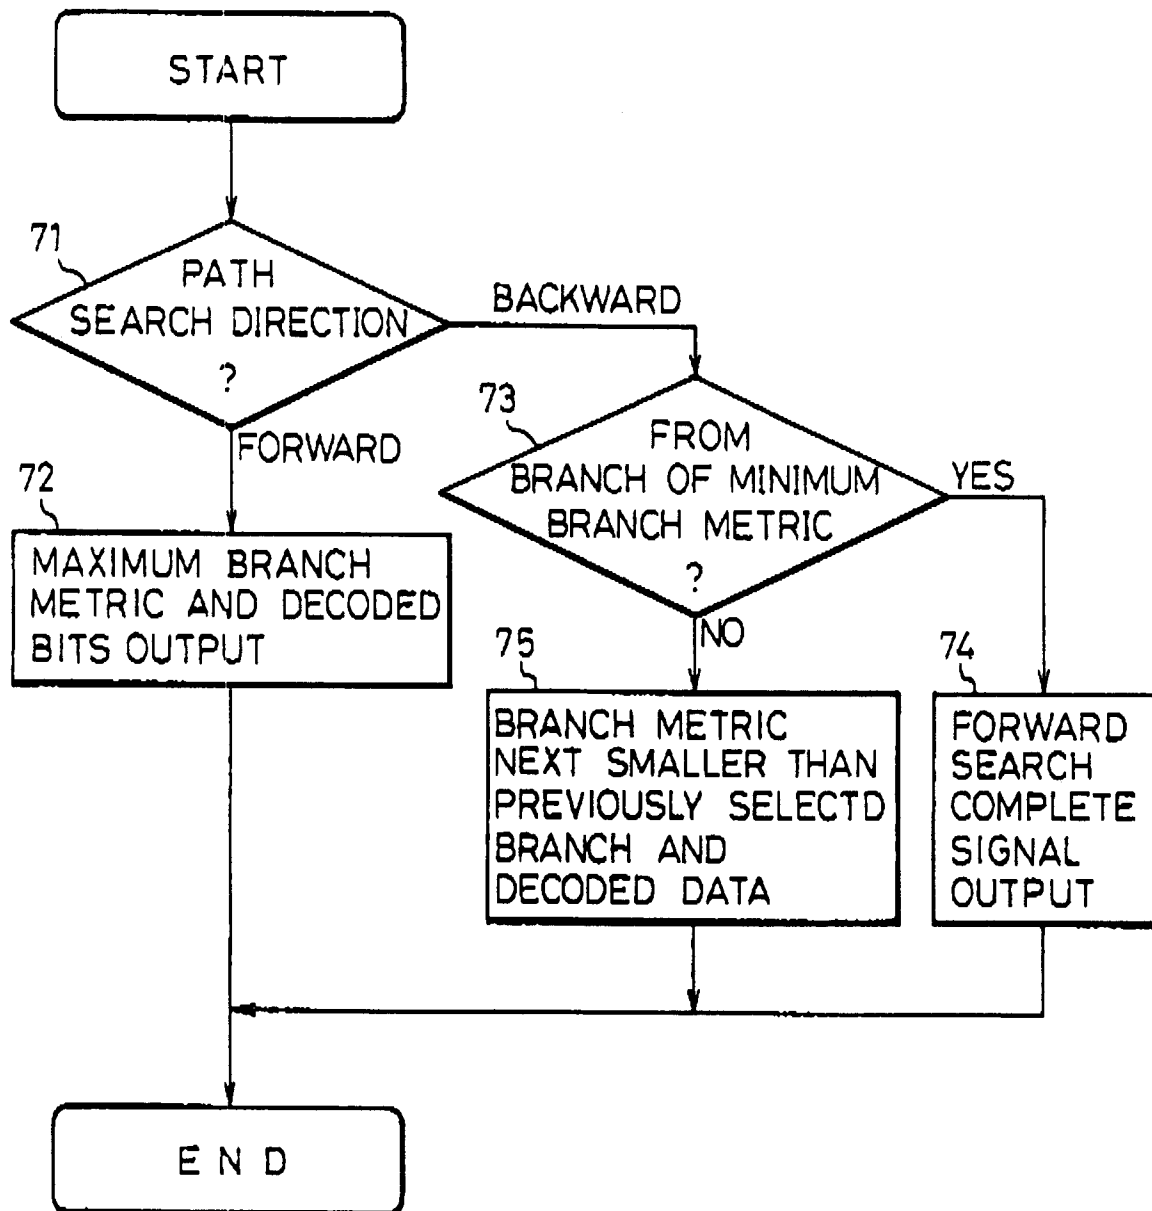 START
71
PATH
SEARCH DIRECTION
?
BACKWARD
FORWARD
72
MAXIMUM BRANCH
METRIC AND DECODED
BITS OUTPUT
73
FROM
BRANCH OF MINIMUM
BRANCH METRIC
?
YES
NO
75
BRANCH METRIC
NEXT SMALLER THAN
PREVIOUSLY SELECTD
BRANCH AND
DECODED DATA
74
FORWARD
SEARCH
COMPLETE
SIGNAL
OUTPUT
END